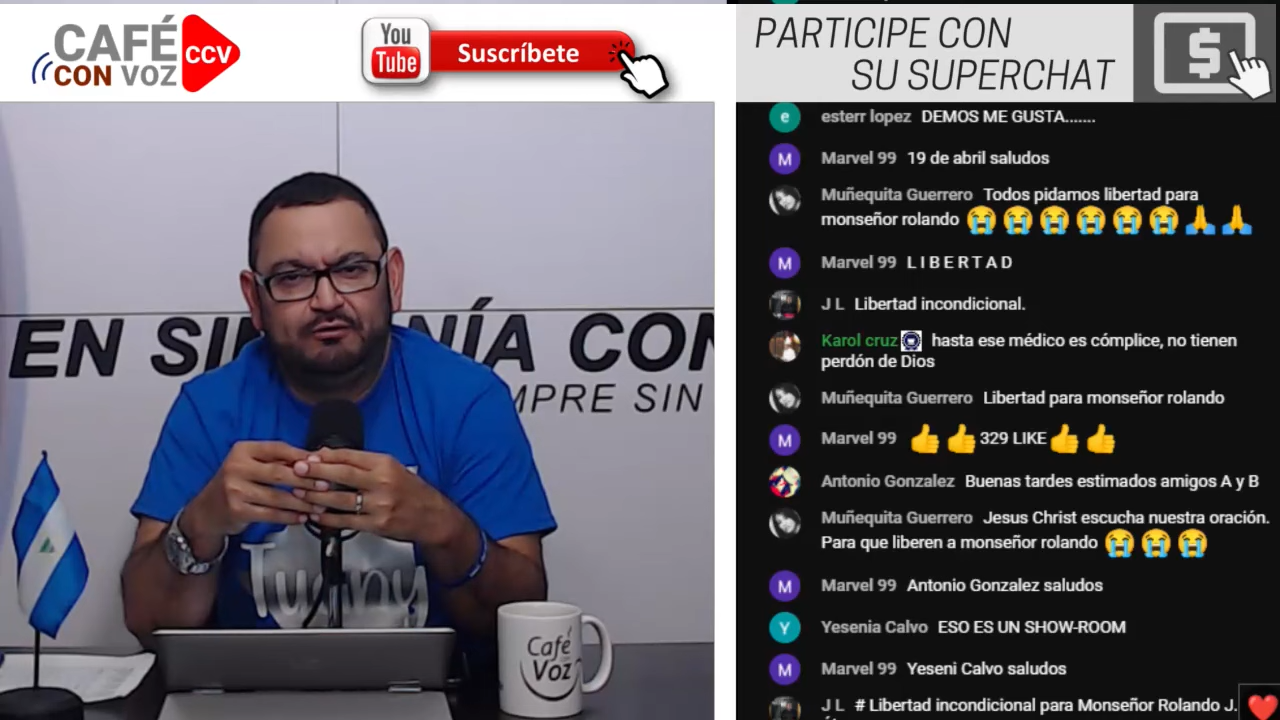 CAFÉ
CON VOZ
CCV
You
Tube
Suscríbete
PARTICIPE CON
SU SUPERCHAT
$
EN SIN
NÍA CON
MPRE SIN
Tu
ny
Café
Voz
e
esterr lopez DEMOS ME GUSTA.......
M
Marvel 99 19 de abril saludos
Muñequita Guerrero Todos pidamos libertad para
monseñor rolando 😭😭😭😭😭😭🙏🙏
M
Marvel 99 L I B E R T A D
J L Libertad incondicional.
Karol cruz hasta ese médico es cómplice, no tienen
perdón de Dios
Muñequita Guerrero Libertad para monseñor rolando
M
Marvel 99 👍👍329 LIKE👍👍
Antonio Gonzalez Buenas tardes estimados amigos A y B
Muñequita Guerrero Jesus Christ escucha nuestra oración.
Para que liberen a monseñor rolando 😭😭😭
M
Marvel 99 Antonio Gonzalez saludos
Y
Yesenia Calvo ESO ES UN SHOW-ROOM
M
Marvel 99 Yeseni Calvo saludos
J L # Libertad incondicional para Monseñor Rolando J.